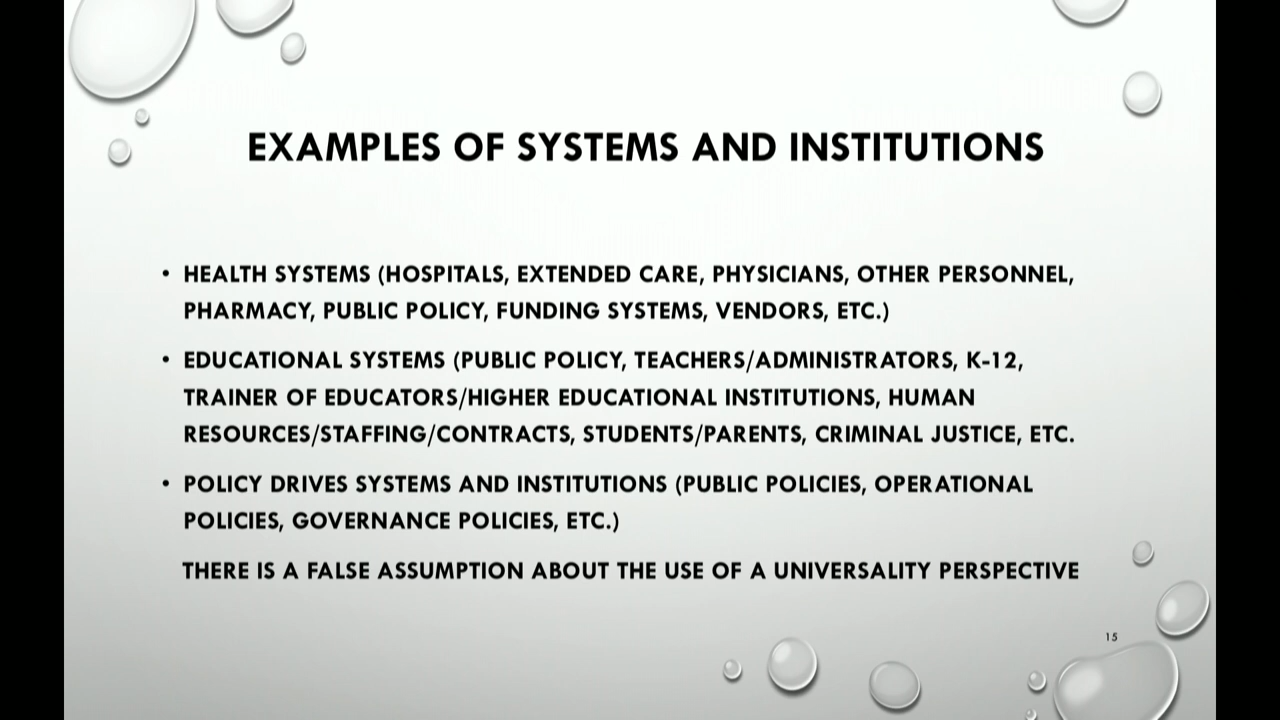 EXAMPLES OF SYSTEMS AND INSTITUTIONS
• HEALTH SYSTEMS (HOSPITALS, EXTENDED CARE, PHYSICIANS, OTHER PERSONNEL,
PHARMACY, PUBLIC POLICY, FUNDING SYSTEMS, VENDORS, ETC.)
• EDUCATIONAL SYSTEMS (PUBLIC POLICY, TEACHERS/ADMINISTRATORS, K-12,
TRAINER OF EDUCATORS/HIGHER EDUCATIONAL INSTITUTIONS, HUMAN
RESOURCES/STAFFING/CONTRACTS, STUDENTS/PARENTS, CRIMINAL JUSTICE, ETC.
• POLICY DRIVES SYSTEMS AND INSTITUTIONS (PUBLIC POLICIES, OPERATIONAL
POLICIES, GOVERNANCE POLICIES, ETC.)
THERE IS A FALSE ASSUMPTION ABOUT THE USE OF A UNIVERSALITY PERSPECTIVE
15